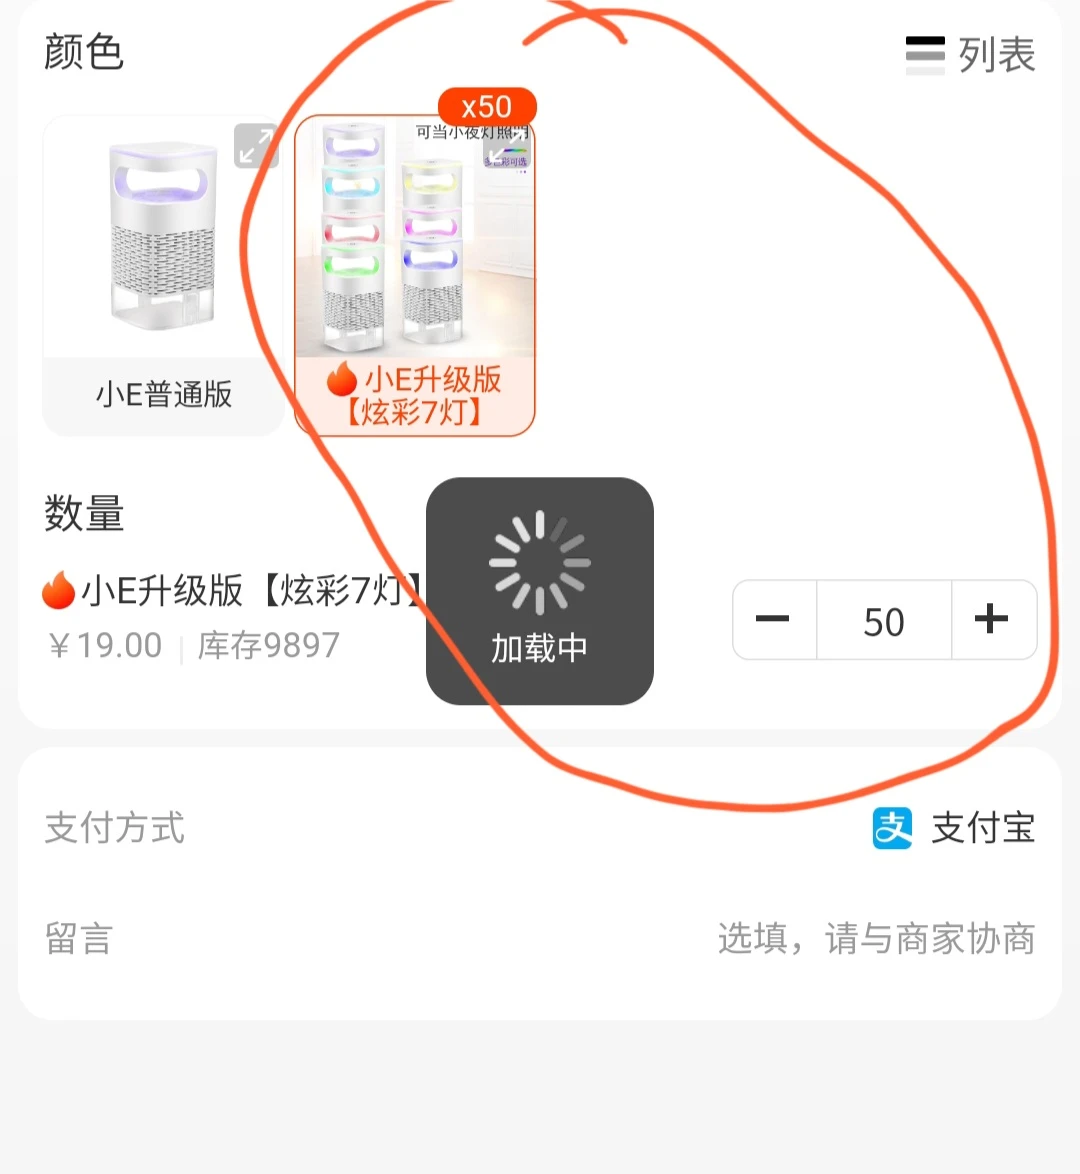 颜色
列表
x50
可当小夜灯照明
多色彩可选
小E普通版
小E升级版
【炫彩7灯】
数量
小E升级版【炫彩7灯】
¥19.00 | 库存9897
加载中
50
支付方式
支 支付宝
留言
选填，请与商家协商